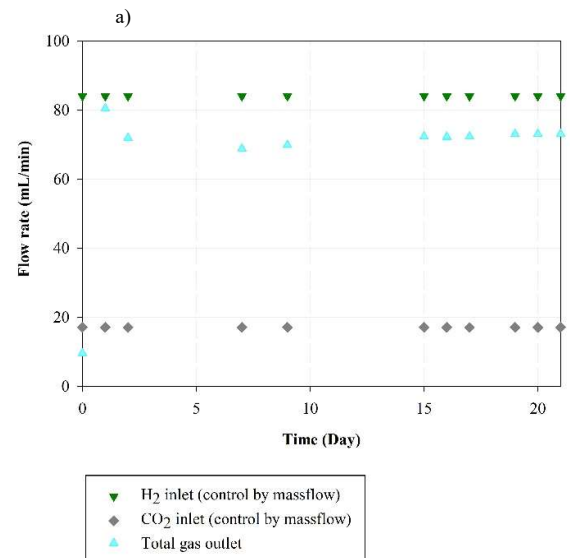 a)
100
80
60
40
20
0
Flow rate (mL/min)
0 5 10 15 20
Time (Day)
H2 inlet (control by massflow)
CO2 inlet (control by massflow)
Total gas outlet